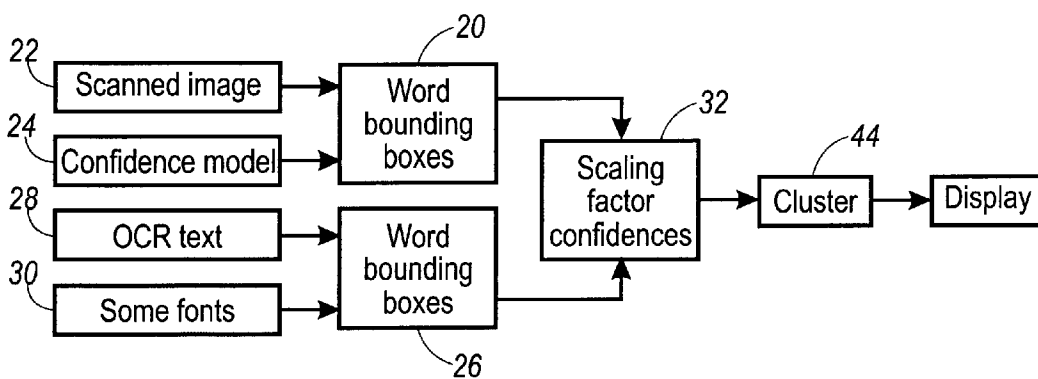 20
22
Scanned image
Word
bounding
boxes
24
Confidence model
32
Scaling
factor
confidences
44
Cluster
Display
28
OCR text
Word
bounding
boxes
30
Some fonts
26